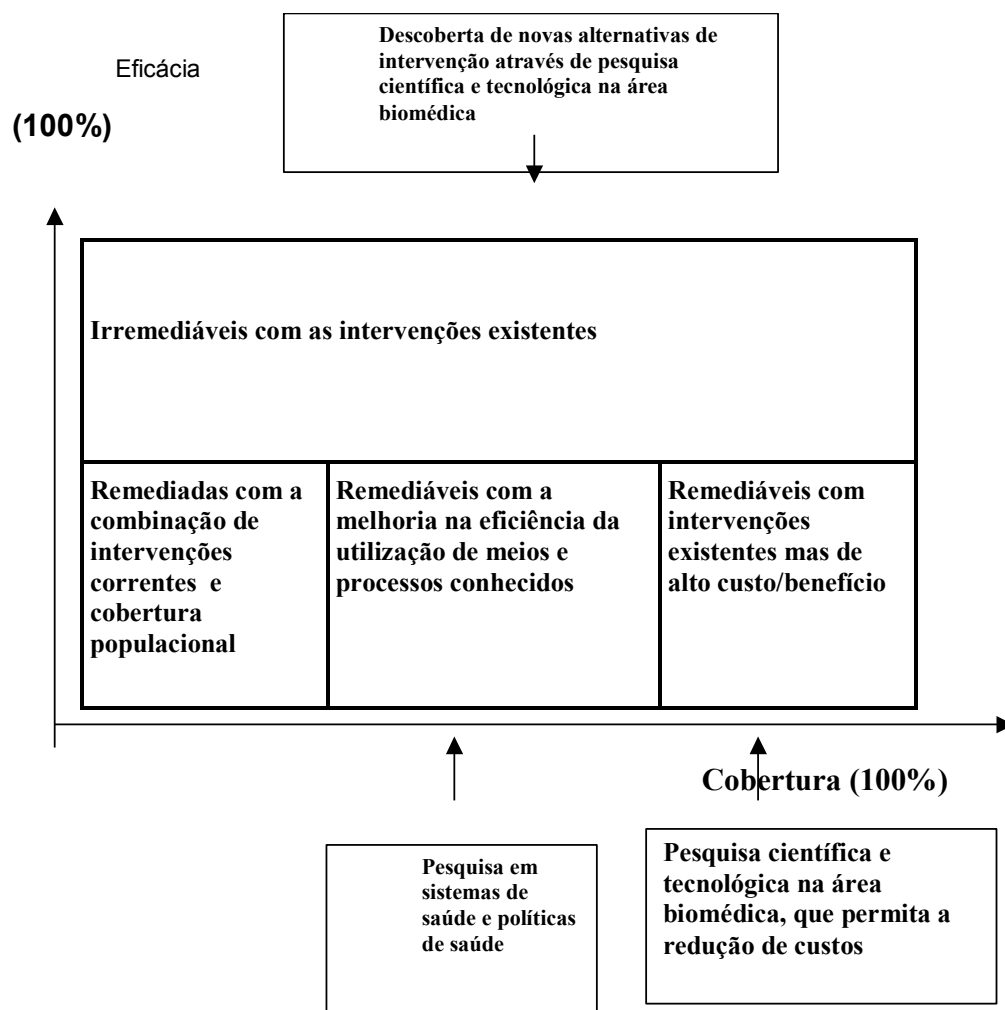 Descoberta de novas alternativas de
intervenção através de pesquisa
científica e tecnológica na área
biomédica
Eficácia
(100%)
Irremediáveis com as intervenções existentes
Remediadas com a
combinação de
intervenções
correntes e
cobertura
populacional
Remediáveis com a
melhoria na eficiência da
utilização de meios e
processos conhecidos
Remediáveis com
intervenções
existentes mas de
alto custo/benefício
Cobertura (100%)
Pesquisa em
sistemas de
saúde e políticas
de saúde
Pesquisa científica e
tecnológica na área
biomédica, que permita a
redução de custos